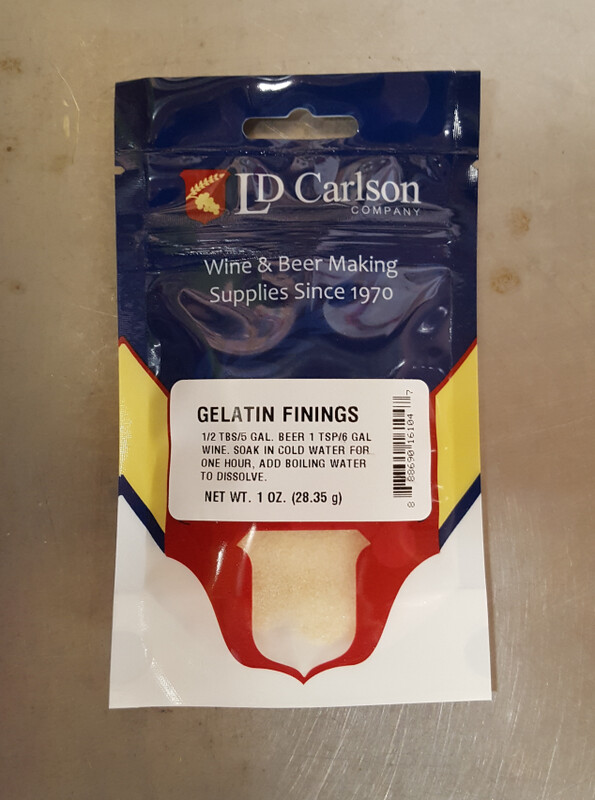 LD Carlson
COMPANY
Wine & Beer Making
Supplies Since 1970
GELATIN FININGS
1/2 TBS/5 GAL. BEER 1 TSP/6 GAL
WINE. SOAK IN COLD WATER FOR
ONE HOUR, ADD BOILING WATER
TO DISSOLVE.
NET WT. 1 OZ. (28.35 g)
8 88690 16104 7